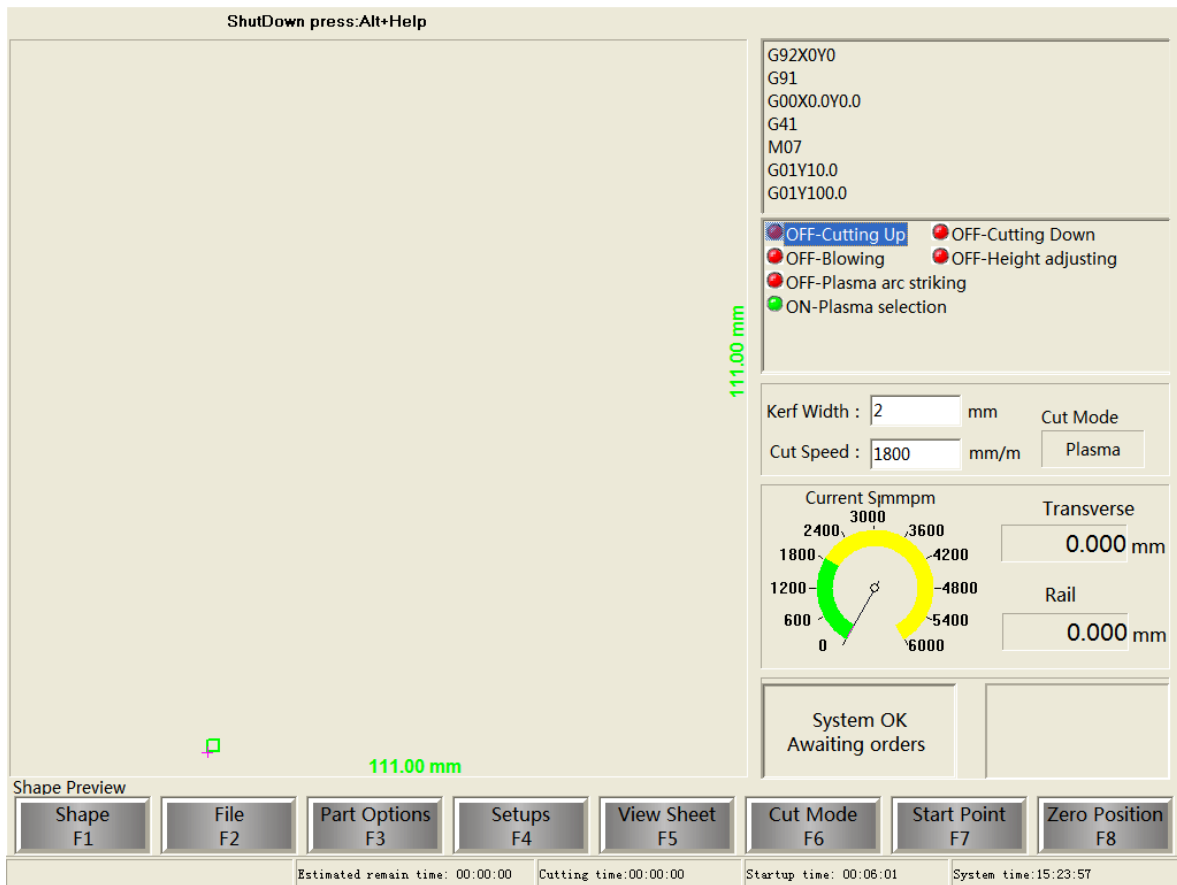 ShutDown press:Alt+Help
G92X0Y0
G91
G00X0.0Y0.0
G41
M07
G01Y10.0
G01Y100.0
OFF-Cutting Up OFF-Cutting Down
OFF-Blowing OFF-Height adjusting
OFF-Plasma arc striking
ON-Plasma selection
111.00 mm
Kerf Width : 2 mm
Cut Mode
Cut Speed : 1800 mm/m Plasma
Current Smmpm
3000
2400 3600
1800 4200
1200 4800
600 5400
0 6000
Transverse
0.000 mm
Rail
0.000 mm
System OK
Awaiting orders
111.00 mm
Shape Preview
Shape File Part Options Setups View Sheet Cut Mode Start Point Zero Position
F1 F2 F3 F4 F5 F6 F7 F8
Estimated remain time: 00:00:00 Cutting time:00:00:00 Startup time: 00:06:01 System time:15:23:57